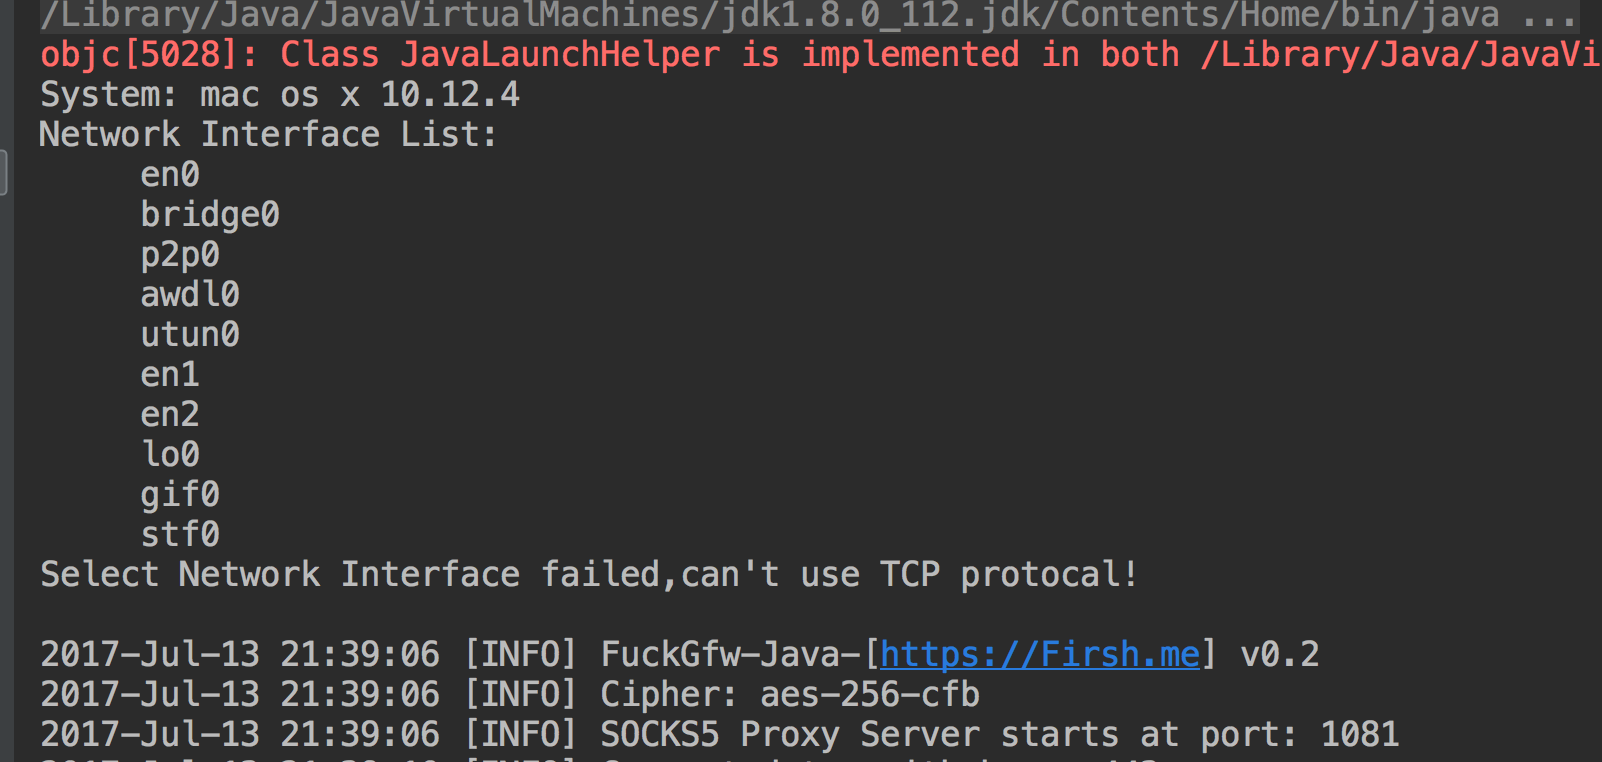 /Library/Java/JavaVirtualMachines/jdk1.8.0_112.jdk/Contents/Home/bin/java ...
objc[5028]: Class JavaLaunchHelper is implemented in both /Library/Java/JavaVi
System: mac os x 10.12.4
Network Interface List:
en0
bridge0
p2p0
awdl0
utun0
en1
en2
lo0
gif0
stf0
Select Network Interface failed,can't use TCP protocal!
2017-Jul-13 21:39:06 [INFO] FuckGfw-Java-[https://Firsh.me] v0.2
2017-Jul-13 21:39:06 [INFO] Cipher: aes-256-cfb
2017-Jul-13 21:39:06 [INFO] SOCKS5 Proxy Server starts at port: 1081